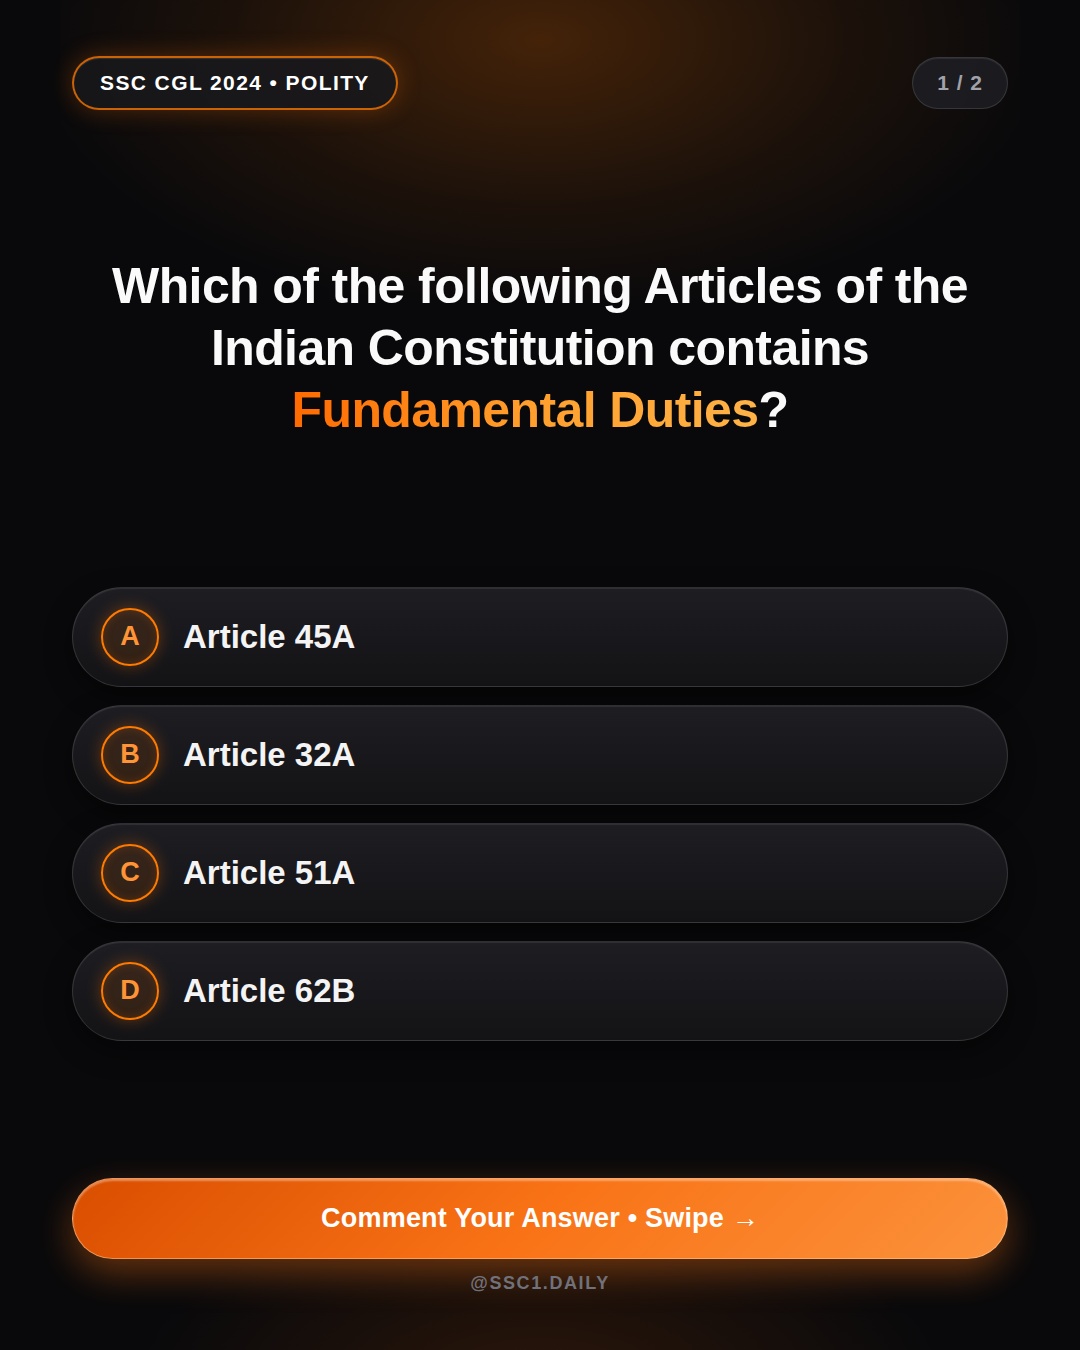 SSC CGL 2024 • POLITY
1 / 2
Which of the following Articles of the
Indian Constitution contains
Fundamental Duties?
A Article 45A
B Article 32A
C Article 51A
D Article 62B
Comment Your Answer • Swipe →
@SSC1.DAILY